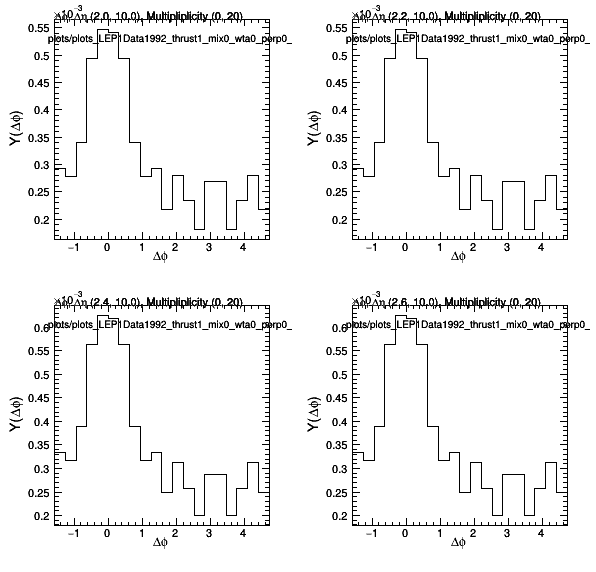 ×10⁻³
Δη (2.0, 10.0), Multipliplicity (0, 20)
plots/plots_LEP1Data1992_thrust1_mix0_wta0_perp0_
Y(Δϕ)
0.55
0.5
0.45
0.4
0.35
0.3
0.25
0.2
−1 0 1 2 3 4
Δϕ
×10⁻³
Δη (2.2, 10.0), Multipliplicity (0, 20)
plots/plots_LEP1Data1992_thrust1_mix0_wta0_perp0_
Y(Δϕ)
0.55
0.5
0.45
0.4
0.35
0.3
0.25
0.2
−1 0 1 2 3 4
Δϕ
×10⁻³
Δη (2.4, 10.0), Multipliplicity (0, 20)
plots/plots_LEP1Data1992_thrust1_mix0_wta0_perp0_
Y(Δϕ)
0.6
0.55
0.5
0.45
0.4
0.35
0.3
0.25
0.2
−1 0 1 2 3 4
Δϕ
×10⁻³
Δη (2.6, 10.0), Multipliplicity (0, 20)
plots/plots_LEP1Data1992_thrust1_mix0_wta0_perp0_
Y(Δϕ)
0.6
0.55
0.5
0.45
0.4
0.35
0.3
0.25
0.2
−1 0 1 2 3 4
Δϕ